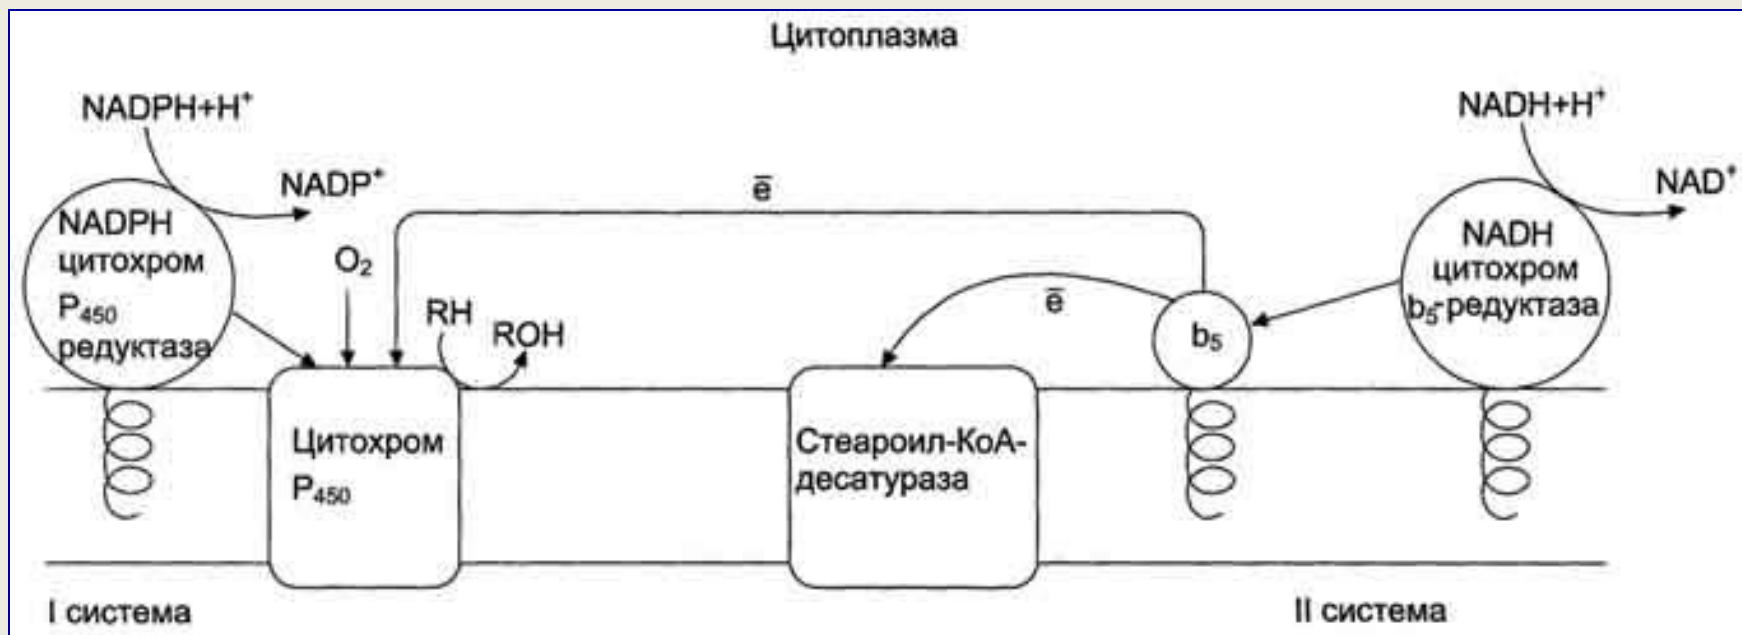 Цитоплазма
NADPH+H⁺
NADP⁺
NADPH
цитохром
P₄₅₀
редуктаза
O₂
RH
ROH
e̅
e̅
NADH+H⁺
NAD⁺
NADH
цитохром
b₅-редуктаза
b₅
Цитохром
P₄₅₀
Стеароил-КоА-
десатураза
I система
II система